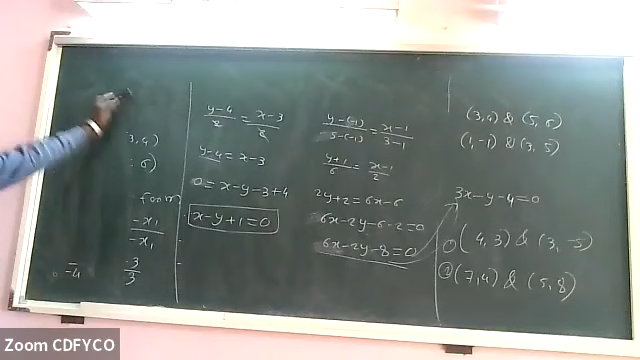 3,4)
; 6)
form
-x₁
-x₁
-3
3
-4
y-4/2 = x-3/2
y-4 = x-3
0 = x-y-3+4
x-y+1=0
y-(-1)/5-(-1) = x-1/3-1
y+1/6 = x-1/2
2y+2 = 6x-6
6x-2y-6-2=0
6x-2y-8=0
(3,4) & (5,6)
(1,-1) & (3,5)
3x-y-4=0
① (4,3) & (3,-5)
② (7,4) & (5,8)
Zoom CDFYCO